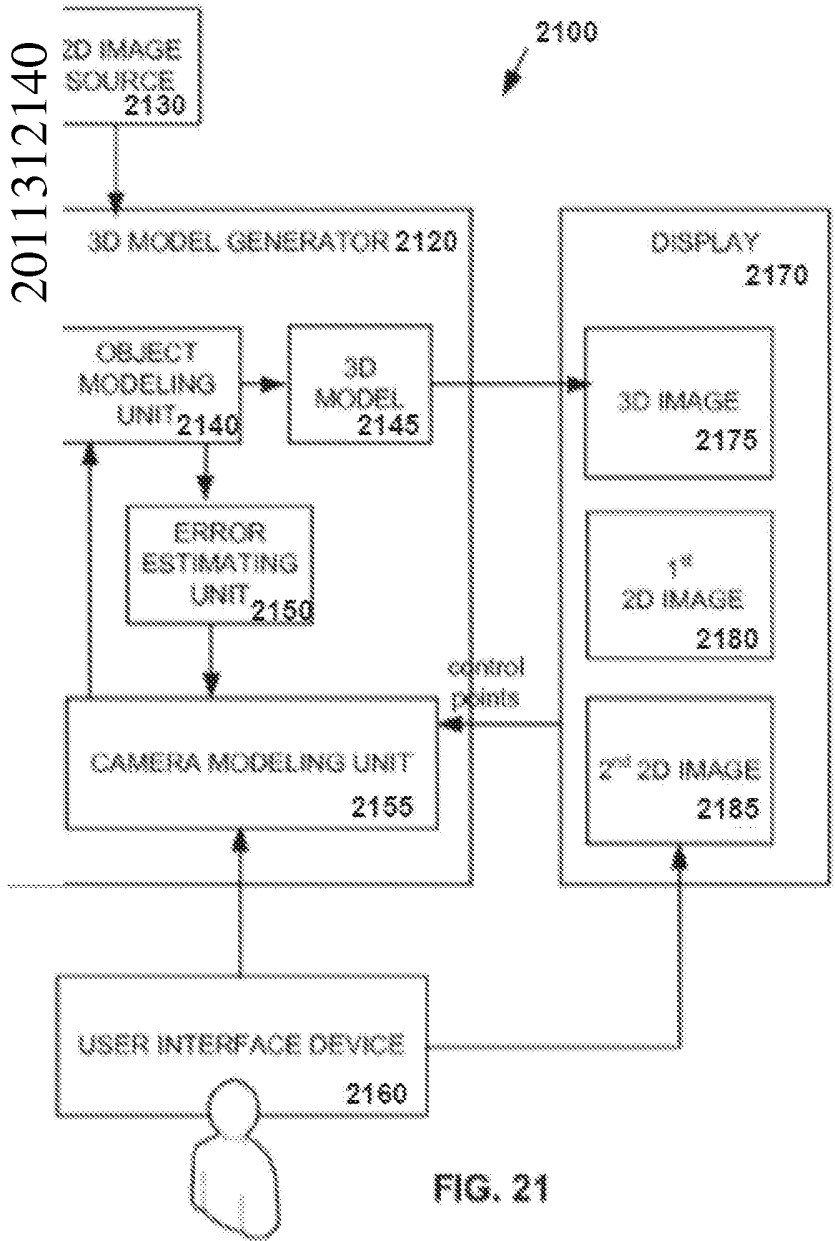 2011312140
2100
2D IMAGE
SOURCE
2130
3D MODEL GENERATOR 2120
OBJECT
MODELING
UNIT
2140
3D
MODEL
2145
ERROR
ESTIMATING
UNIT
2150
control
points
CAMERA MODELING UNIT
2155
DISPLAY
2170
3D IMAGE
2175
1st
2D IMAGE
2180
2nd 2D IMAGE
2185
USER INTERFACE DEVICE
2160
FIG. 21